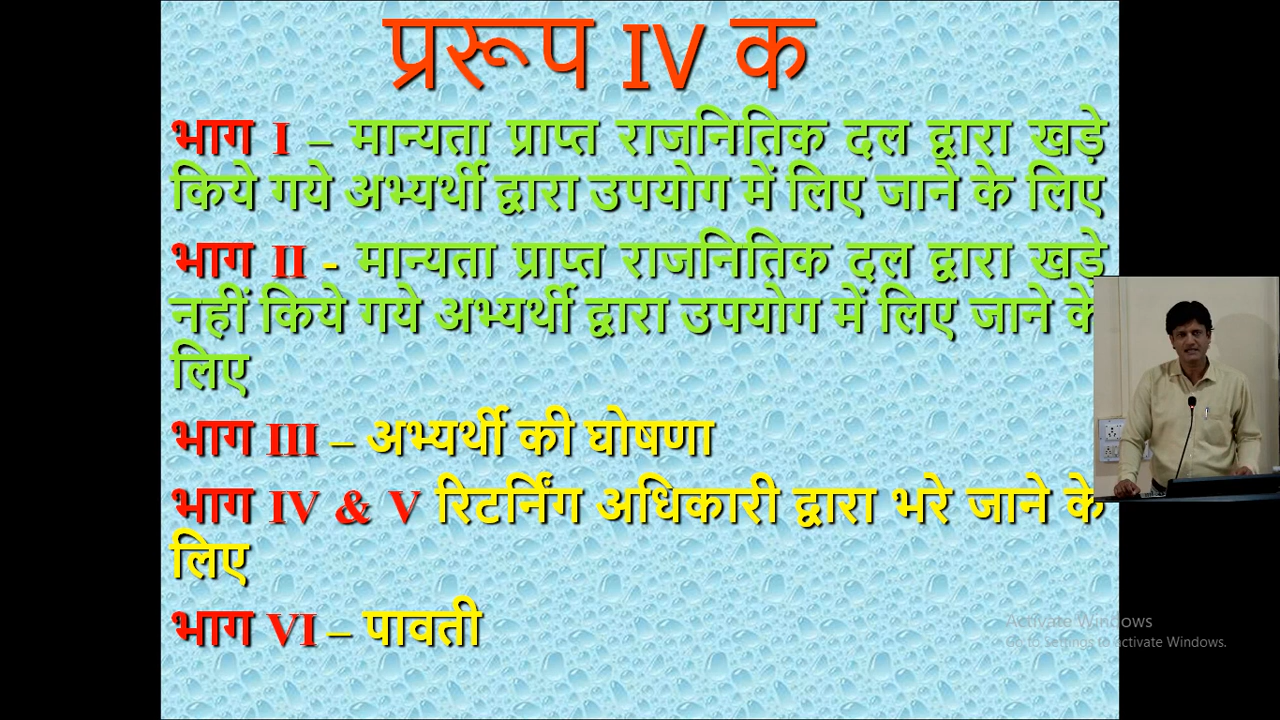 प्ररूप IV क
भाग I – मान्यता प्राप्त राजनितिक दल द्वारा खड़े
किये गये अभ्यर्थी द्वारा उपयोग में लिए जाने के लिए
भाग II - मान्यता प्राप्त राजनितिक दल द्वारा खड़े
नहीं किये गये अभ्यर्थी द्वारा उपयोग में लिए जाने के
लिए
भाग III – अभ्यर्थी की घोषणा
भाग IV & V रिटर्निंग अधिकारी द्वारा भरे जाने के
लिए
भाग VI – पावती
Activate Windows
Go to Settings to activate Windows.